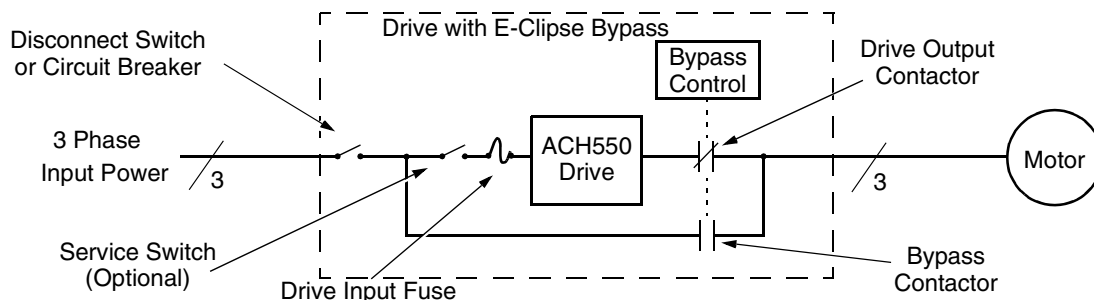 Drive with E-Clipse Bypass
Disconnect Switch
or Circuit Breaker
Bypass
Control
Drive Output
Contactor
3 Phase
Input Power
3
ACH550
Drive
3
Motor
Service Switch
(Optional)
Drive Input Fuse
Bypass
Contactor